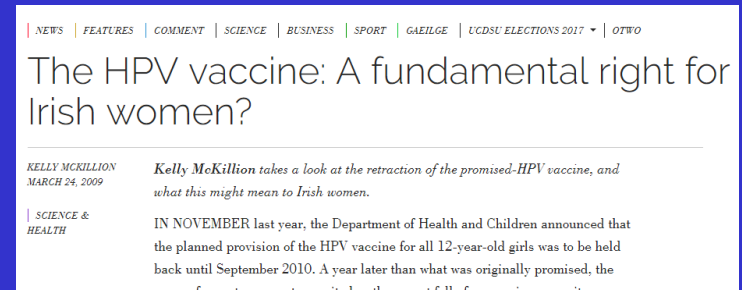 NEWS FEATURES COMMENT SCIENCE BUSINESS SPORT GAEILGE UCDSU ELECTIONS 2017 OTWO
The HPV vaccine: A fundamental right for
Irish women?
KELLY MCKILLION
MARCH 24, 2009
SCIENCE &
HEALTH
Kelly McKillion takes a look at the retraction of the promised-HPV vaccine, and
what this might mean to Irish women.
IN NOVEMBER last year, the Department of Health and Children announced that
the planned provision of the HPV vaccine for all 12-year-old girls was to be held
back until September 2010. A year later than what was originally promised, the